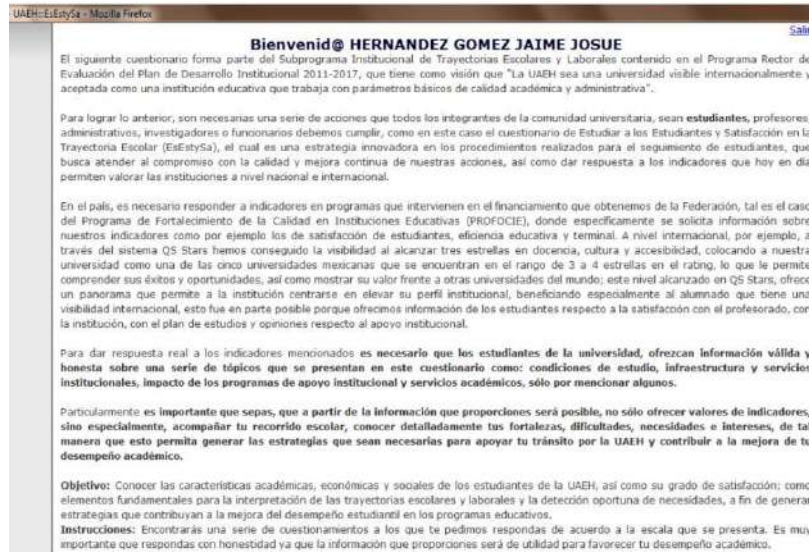 UAEH::EsEstySa - Mozilla Firefox
Salir
Bienvenid@ HERNANDEZ GOMEZ JAIME JOSUE
El siguiente cuestionario forma parte del Subprograma Institucional de Trayectorias Escolares y Laborales contenido en el Programa Rector de
Evaluación del Plan de Desarrollo Institucional 2011-2017, que tiene como visión que "La UAEH sea una universidad visible internacionalmente y
aceptada como una institución educativa que trabaja con parámetros básicos de calidad académica y administrativa".
Para lograr lo anterior, son necesarias una serie de acciones que todos los integrantes de la comunidad universitaria, sean estudiantes, profesores,
administrativos, investigadores o funcionarios debemos cumplir, como en este caso el cuestionario de Estudiar a los Estudiantes y Satisfacción en la
Trayectoria Escolar (EsEstySa), el cual es una estrategia innovadora en los procedimientos realizados para el seguimiento de estudiantes, que
busca atender al compromiso con la calidad y mejora continua de nuestras acciones, así como dar respuesta a los indicadores que hoy en día
permiten valorar las instituciones a nivel nacional e internacional.
En el país, es necesario responder a indicadores en programas que intervienen en el financiamiento que obtenemos de la Federación, tal es el caso
del Programa de Fortalecimiento de la Calidad en Instituciones Educativas (PROFOCIE), donde específicamente se solicita información sobre
nuestros indicadores como por ejemplo los de satisfacción de estudiantes, eficiencia educativa y terminal. A nivel internacional, por ejemplo, a
través del sistema QS Stars hemos conseguido la visibilidad al alcanzar tres estrellas en docencia, cultura y accesibilidad, colocando a nuestra
universidad como una de las cinco universidades mexicanas que se encuentran en el rango de 3 a 4 estrellas en el rating, lo que le permite
comprender sus éxitos y oportunidades, así como mostrar su valor frente a otras universidades del mundo; este nivel alcanzado en QS Stars, ofrece
un panorama que permite a la institución centrarse en elevar su perfil institucional, beneficiando especialmente al alumnado que tiene una
visibilidad internacional, esto fue en parte posible porque ofrecimos información de los estudiantes respecto a la satisfacción con el profesorado, con
la institución, con el plan de estudios y opiniones respecto al apoyo institucional.
Para dar respuesta real a los indicadores mencionados es necesario que los estudiantes de la universidad, ofrezcan información válida y
honesta sobre una serie de tópicos que se presentan en este cuestionario como: condiciones de estudio, infraestructura y servicios
institucionales, impacto de los programas de apoyo institucional y servicios académicos, sólo por mencionar algunos.
Particularmente es importante que sepas, que a partir de la información que proporciones será posible, no sólo ofrecer valores de indicadores,
sino especialmente, acompañar tu recorrido escolar, conocer detalladamente tus fortalezas, dificultades, necesidades e intereses, de tal
manera que esto permita generar las estrategias que sean necesarias para apoyar tu tránsito por la UAEH y contribuir a la mejora de tu
desempeño académico.
Objetivo: Conocer las características académicas, económicas y sociales de los estudiantes de la UAEH, así como su grado de satisfacción; como
elementos fundamentales para la interpretación de las trayectorias escolares y laborales y la detección oportuna de necesidades, a fin de generar
estrategias que contribuyan a la mejora del desempeño estudiantil en los programas educativos.
Instrucciones: Encontrarás una serie de cuestionamientos a los que te pedimos respondas de acuerdo a la escala que se presenta. Es muy
importante que respondas con honestidad ya que la información que proporciones será de utilidad para favorecer tu desempeño académico.